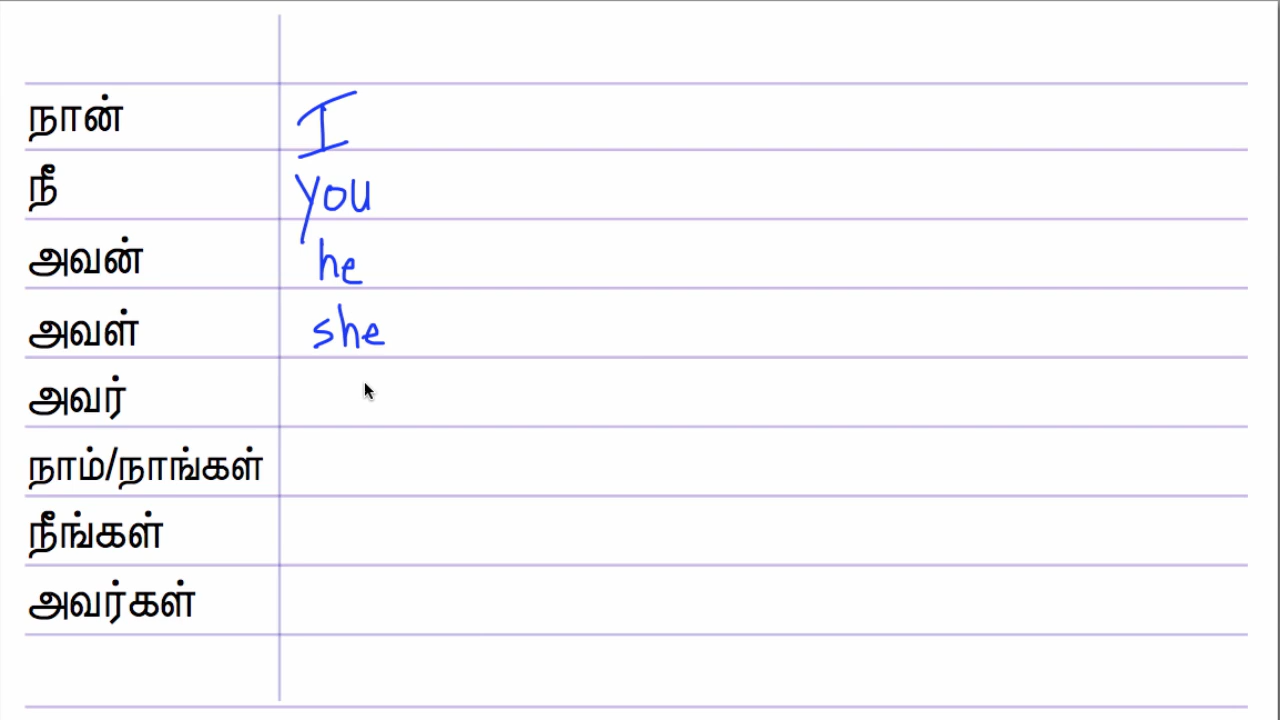 நான் I
நீ you
அவன் he
அவள் she
அவர்
நாம்/நாங்கள்
நீங்கள்
அவர்கள்